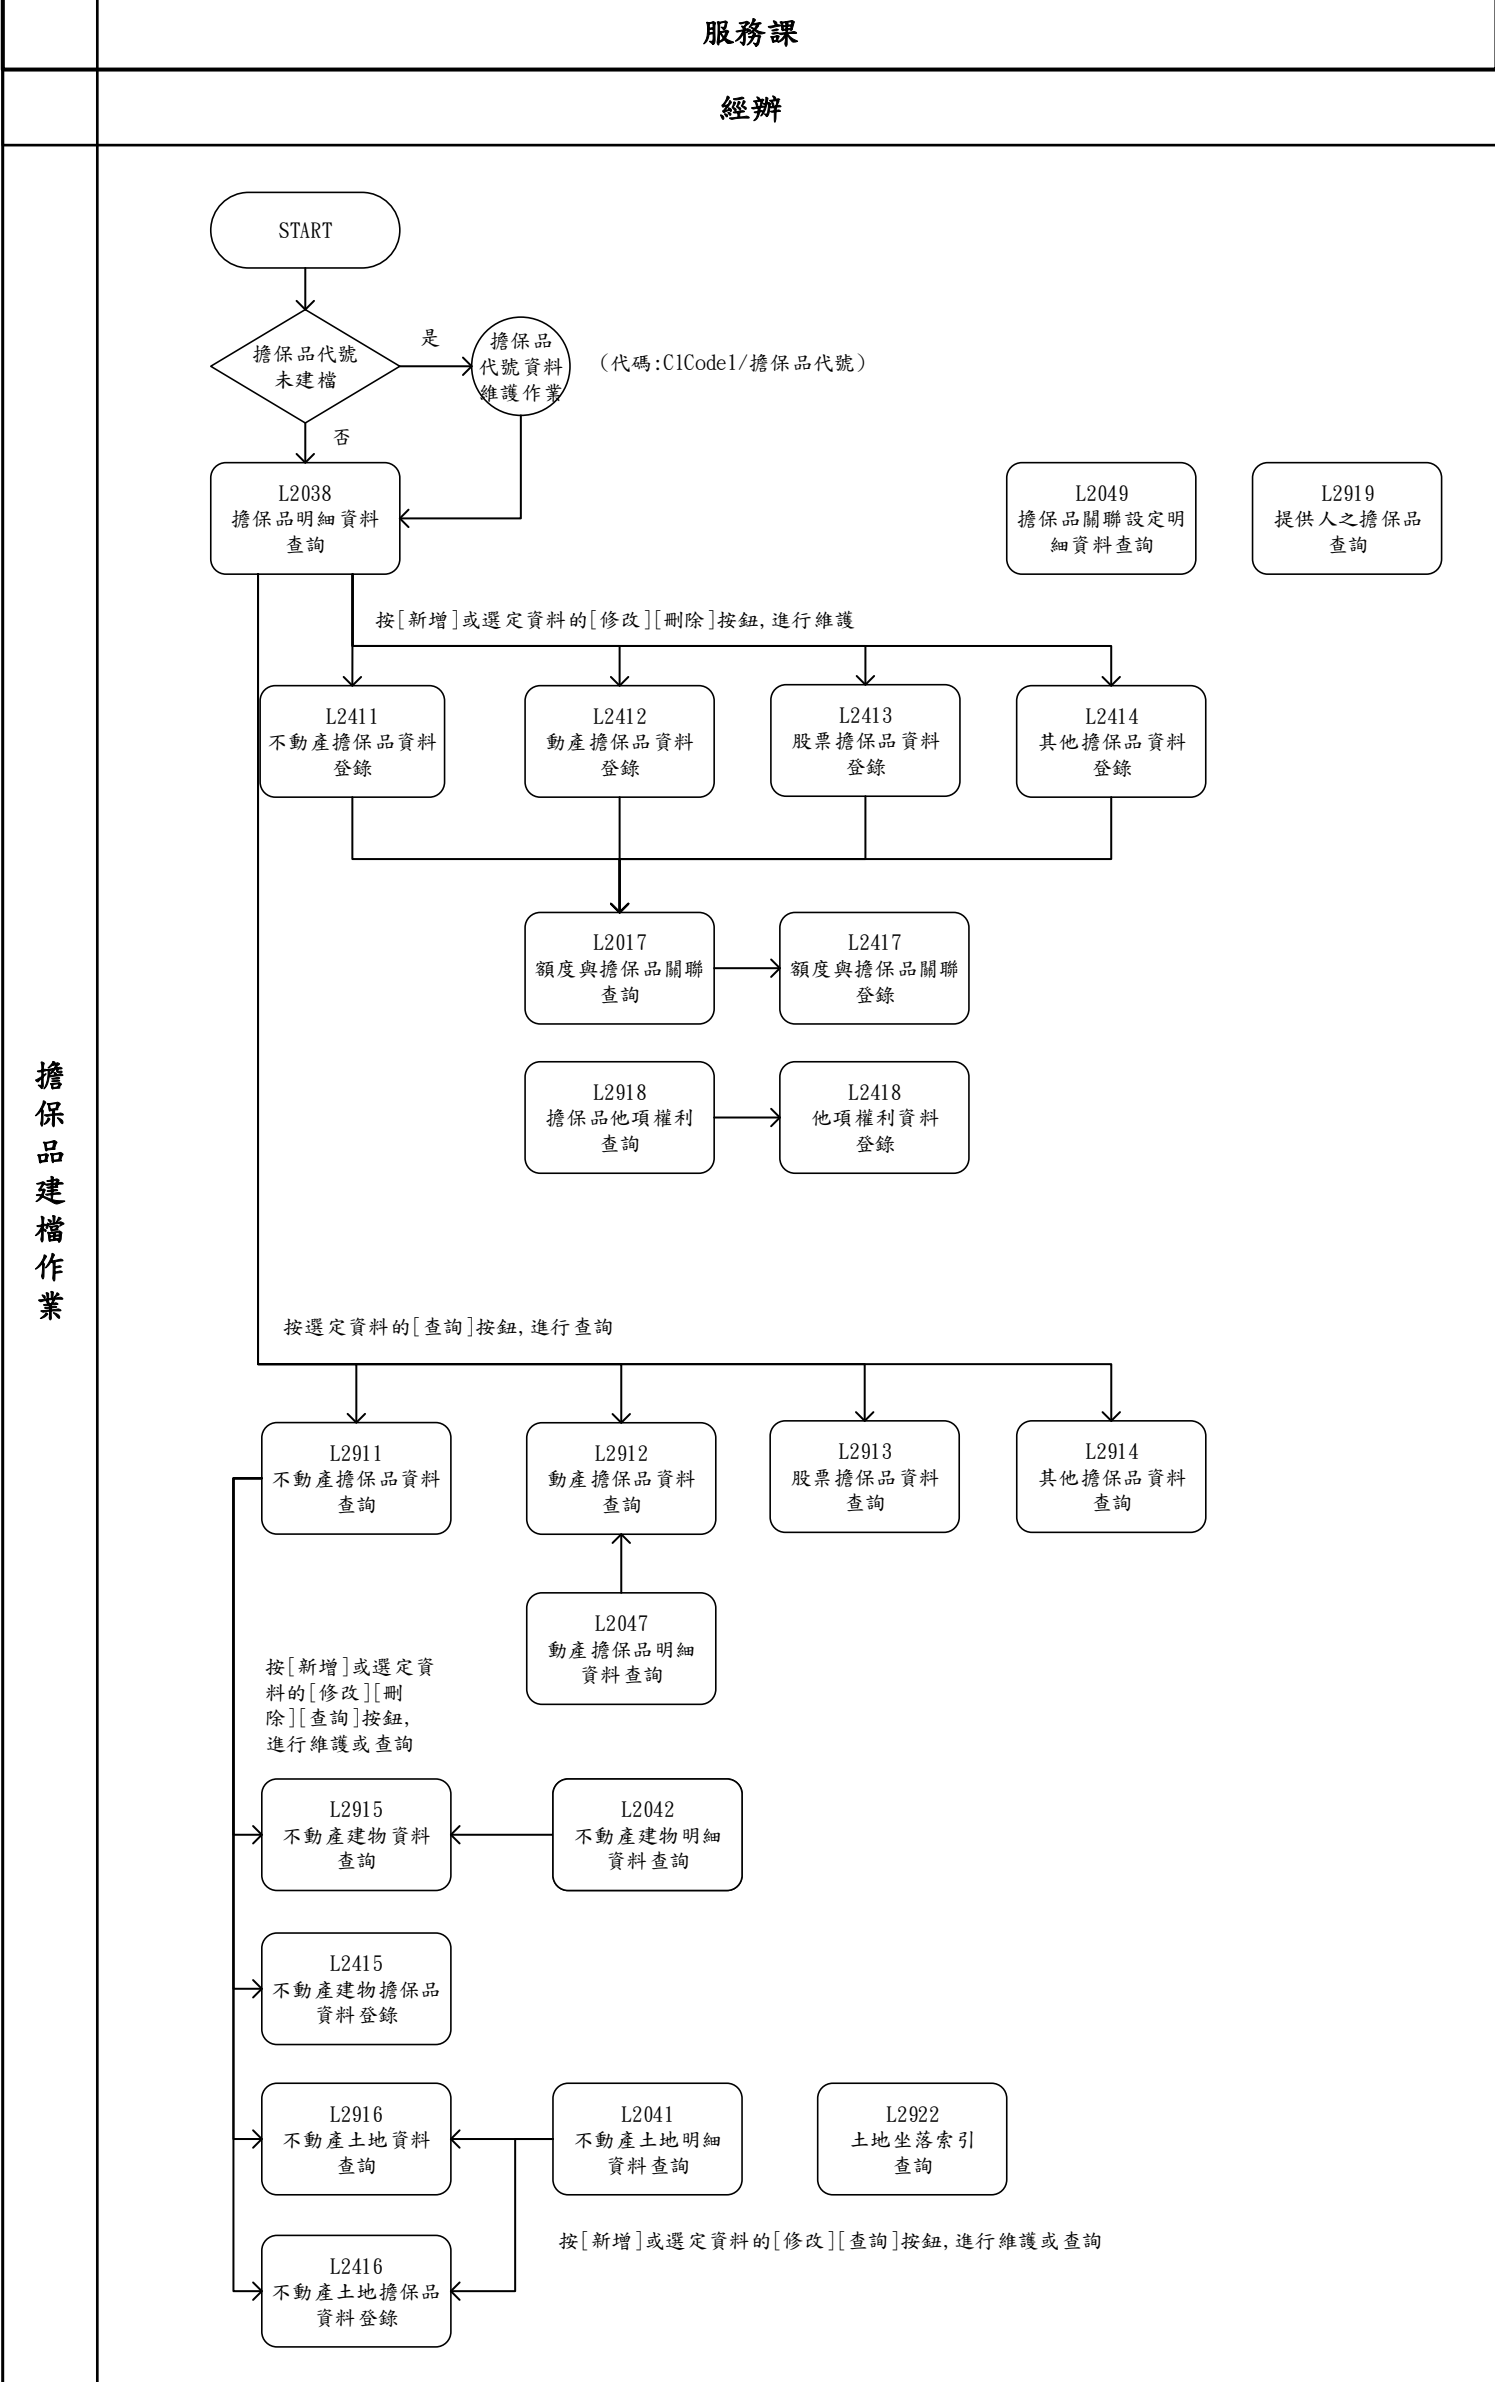 服務課
經辦
擔保品建檔作業
START
擔保品代號
未建檔
是
擔保品
代號資料
維護作業
(代碼:ClCode1/擔保品代號)
否
L2038
擔保品明細資料
查詢
L2049
擔保品關聯設定明
細資料查詢
L2919
提供人之擔保品
查詢
按[新增]或選定資料的[修改][刪除]按鈕,進行維護
L2411
不動產擔保品資料
登錄
L2412
動產擔保品資料
登錄
L2413
股票擔保品資料
登錄
L2414
其他擔保品資料
登錄
L2017
額度與擔保品關聯
查詢
L2417
額度與擔保品關聯
登錄
L2918
擔保品他項權利
查詢
L2418
他項權利資料
登錄
按選定資料的[查詢]按鈕,進行查詢
L2911
不動產擔保品資料
查詢
L2912
動產擔保品資料
查詢
L2913
股票擔保品資料
查詢
L2914
其他擔保品資料
查詢
L2047
動產擔保品明細
資料查詢
按[新增]或選定資
料的[修改][刪
除][查詢]按鈕,
進行維護或查詢
L2915
不動產建物資料
查詢
L2042
不動產建物明細
資料查詢
L2415
不動產建物擔保品
資料登錄
L2916
不動產土地資料
查詢
L2041
不動產土地明細
資料查詢
L2922
土地坐落索引
查詢
按[新增]或選定資料的[修改][查詢]按鈕,進行維護或查詢
L2416
不動產土地擔保品
資料登錄